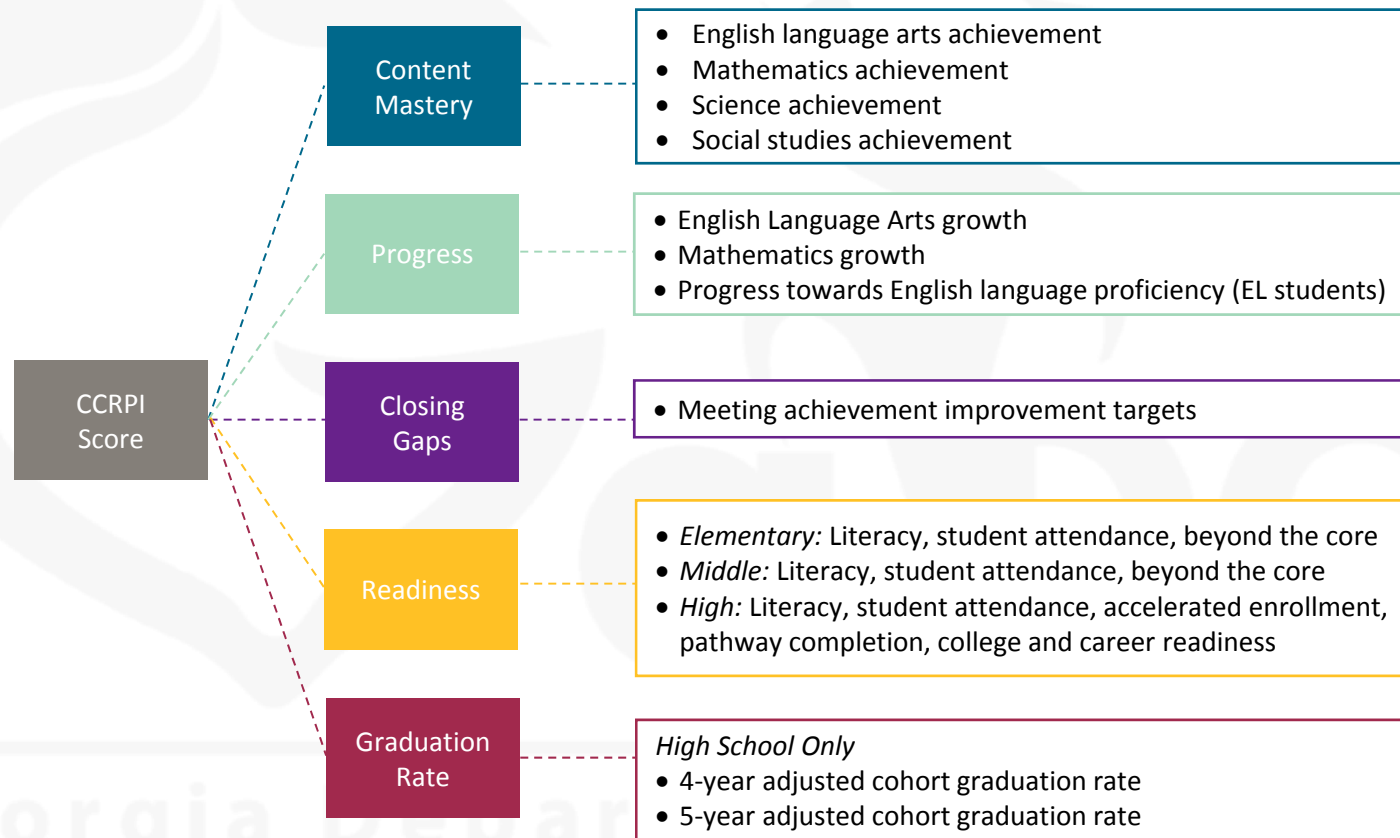 Content
Mastery
• English language arts achievement
• Mathematics achievement
• Science achievement
• Social studies achievement
Progress
• English Language Arts growth
• Mathematics growth
• Progress towards English language proficiency (EL students)
CCRPI
Score
Closing
Gaps
• Meeting achievement improvement targets
Readiness
• Elementary: Literacy, student attendance, beyond the core
• Middle: Literacy, student attendance, beyond the core
• High: Literacy, student attendance, accelerated enrollment,
pathway completion, college and career readiness
Graduation
Rate
High School Only
• 4-year adjusted cohort graduation rate
• 5-year adjusted cohort graduation rate